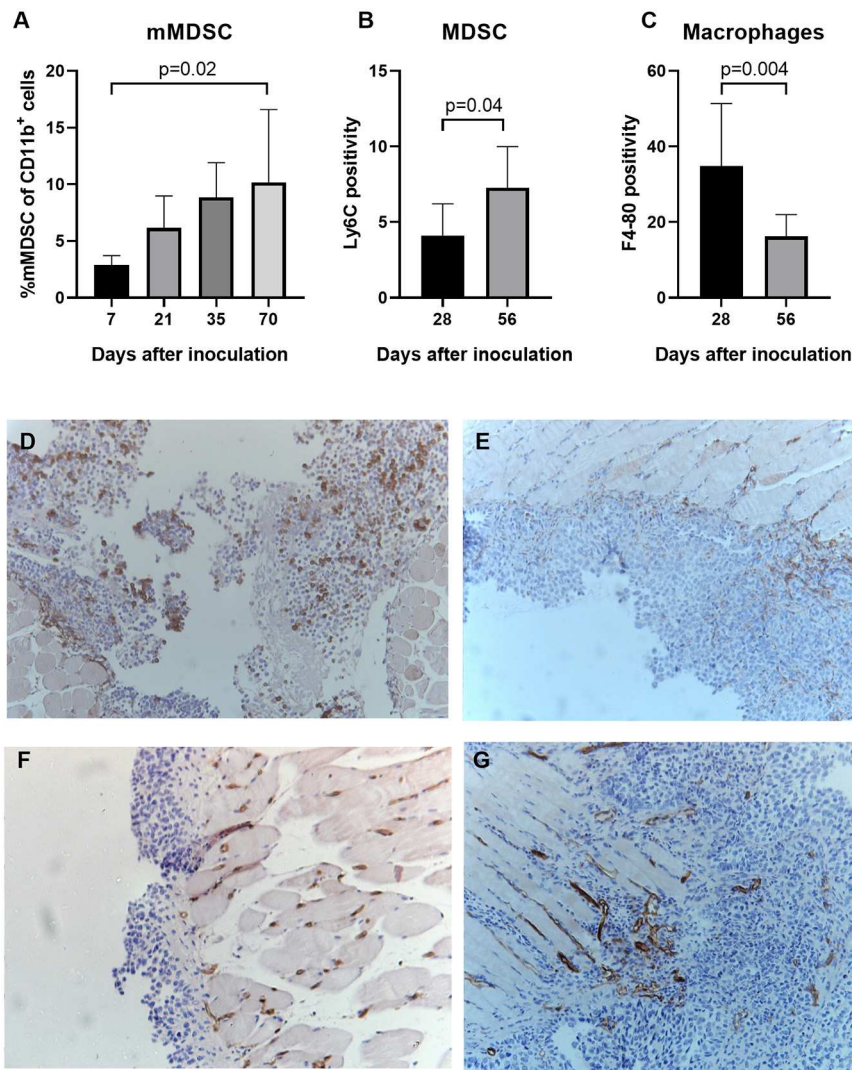 A
mMDSC
%mMDSC of CD11b⁺ cells
20
15
10
5
0
p=0.02
7 21 35 70
Days after inoculation
B
MDSC
Ly6C positivity
15
10
5
0
p=0.04
28 56
Days after inoculation
C
Macrophages
F4-80 positivity
60
40
20
0
p=0.004
28 56
Days after inoculation
D
E
F
G